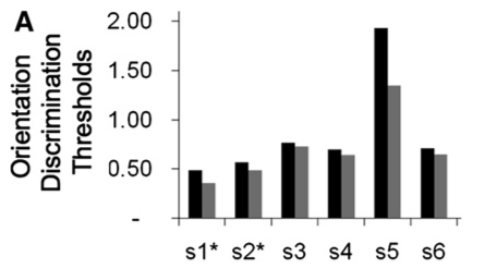 A
Orientation
Discrimination
Thresholds
2.00
1.50
1.00
0.50
-
s1* s2* s3 s4 s5 s6